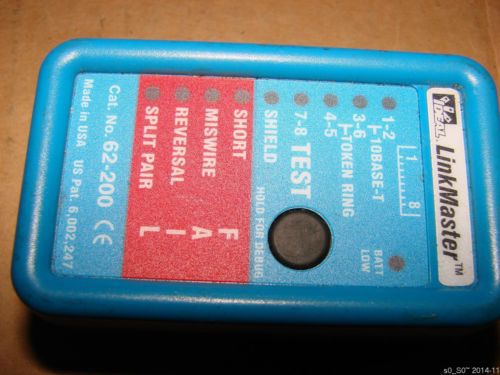 IDEAL
LinkMaster™
1 8
1-2
3-6
10BASE-T
4-5
TOKEN RING
7-8
BATT
LOW
TEST
HOLD FOR DEBUG
SHIELD
SHORT
MISWIRE
REVERSAL
SPLIT PAIR
F A I L
Cat. No. 62-200 CE
Made in USA US Pat. 6,002,247
s0_S0™ 2014-11